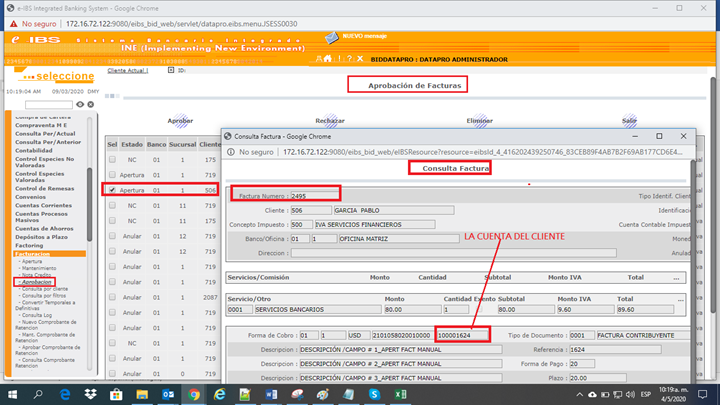 e-IBS Integrated Banking System - Google Chrome
No seguro | 172.16.72.122:9080/eibs_bid_web/servlet/datapro.eibs.menu.JSESS0030
e IBS Sistema Bancario Integrado
INE (Implementing New Environment)
NUEVO mensaje
BIDDATAPRO : DATAPRO ADMINISTRADOR
seleccione
10:19:04 AM 09/03/2020 DMY
Cliente Actual | ID:
Aprobación de Facturas
Aprobar Rechazar Eliminar Salir
Compra de Cartera
Compraventa M E
Consulta Per/Actual
Consulta Per/Anterior
Contabilidad
Control Especies No
Valoradas
Control Especies
Valoradas
Control de Remesas
Convenios
Cuentas Corrientes
Cuentas Procesos
Masivos
Cuentas de Ahorros
Depósitos a Plazo
Factoring
Facturacion
- Apertura
- Mantenimiento
- Nota Credito
- Aprobacion
- Consulta por cliente
- Consulta por filtros
- Convertir Temporales a
Definitivas
- Consulta Log
- Nuevo Comprobante de
Retencion
- Mant. Comprobante de
Retencion
- Aprobar Comprobante de
Retencion
- Consulta Comprobante
Retencion
Sel Estado Banco Sucursal Cliente
NC 01 1 175
Apertura 01 1 719
Apertura 01 1 506
NC 01 11 175
NC 01 11 719
Anular 01 12 719
Anular 01 12 719
Anular 01 1 719
Anular 01 1 719
Anular 01 1 2087
Anular 01 1 719
NC 01 1 719
Anular 01 1 719
Anular 01 1 719
Anular 01 0 719
Consulta Factura - Google Chrome
No seguro | 172.16.72.122:9080/eibs_bid_web/eIBSResource?resource=eibsId_4_416202439250746_83CEB89F4AB7B2F69AB177CD6E4...
Consulta Factura
Factura Numero : 2495 Tipo Identif. Client
Cliente : 506 GARCIA PABLO Identificació
Concepto Impuesto : 500 IVA SERVICIOS FINANCIEROS Cuenta Contable Impuest
Banco/Oficina : 01 1 OFICINA MATRIZ Moned
Direccion : Anulad
LA CUENTA DEL CLIENTE
Servicios/Comisión Monto Cantidad Subtotal Monto IVA Total ...
Servicio/Otro Monto Cantidad Exento Subtotal Monto IVA Total ...
0001 SERVICIOS BANCARIOS 80.00 1 80.00 9.60 89.60
Forma de Cobro : 01 1 USD 2101058020010000 100001624 Tipo de Documento : 0001 FACTURA CONTRIBUYENTE
Descripcion : DESCRIPCIÓN /CAMPO # 1_APERT FACT MANUAL Referencia : 1624
Descripcion : DESCRIPCIÓN /CAMPO # 2_APERT FACT MANUAL Forma de Pago : 20
Descripcion : DESCRIPCIÓN /CAMPO # 3_APERT FACT MANUAL Plazo : 20.00
ESP
10:19a. m.
4/5/2020